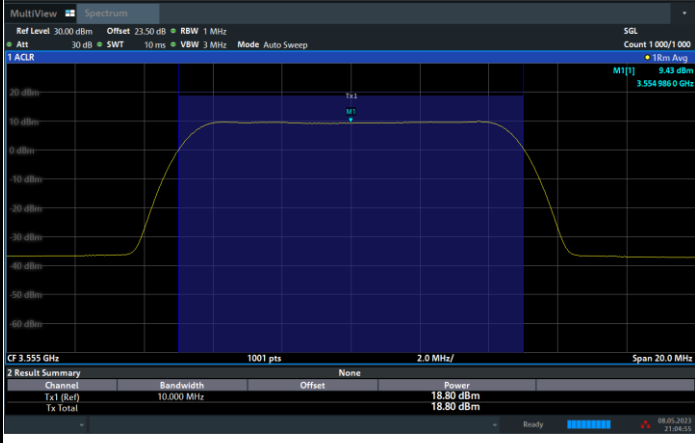 MultiView Spectrum
Ref Level 30.00 dBm Offset 23.50 dB RBW 1 MHz SGL
Att 30 dB SWT 10 ms VBW 3 MHz Mode Auto Sweep Count 1 000/1 000
1 ACLR 1Rm Avg
M1[1] 9.43 dBm
3.554 986 0 GHz
20 dBm
Tx1
M1
10 dBm
0 dBm
-10 dBm
-20 dBm
-30 dBm
-40 dBm
-50 dBm
-60 dBm
CF 3.555 GHz 1001 pts 2.0 MHz/ Span 20.0 MHz
2 Result Summary None
Channel Bandwidth Offset Power
Tx1 (Ref) 10.000 MHz 18.80 dBm
Tx Total 18.80 dBm
Ready 08.05.2023
21:04:55